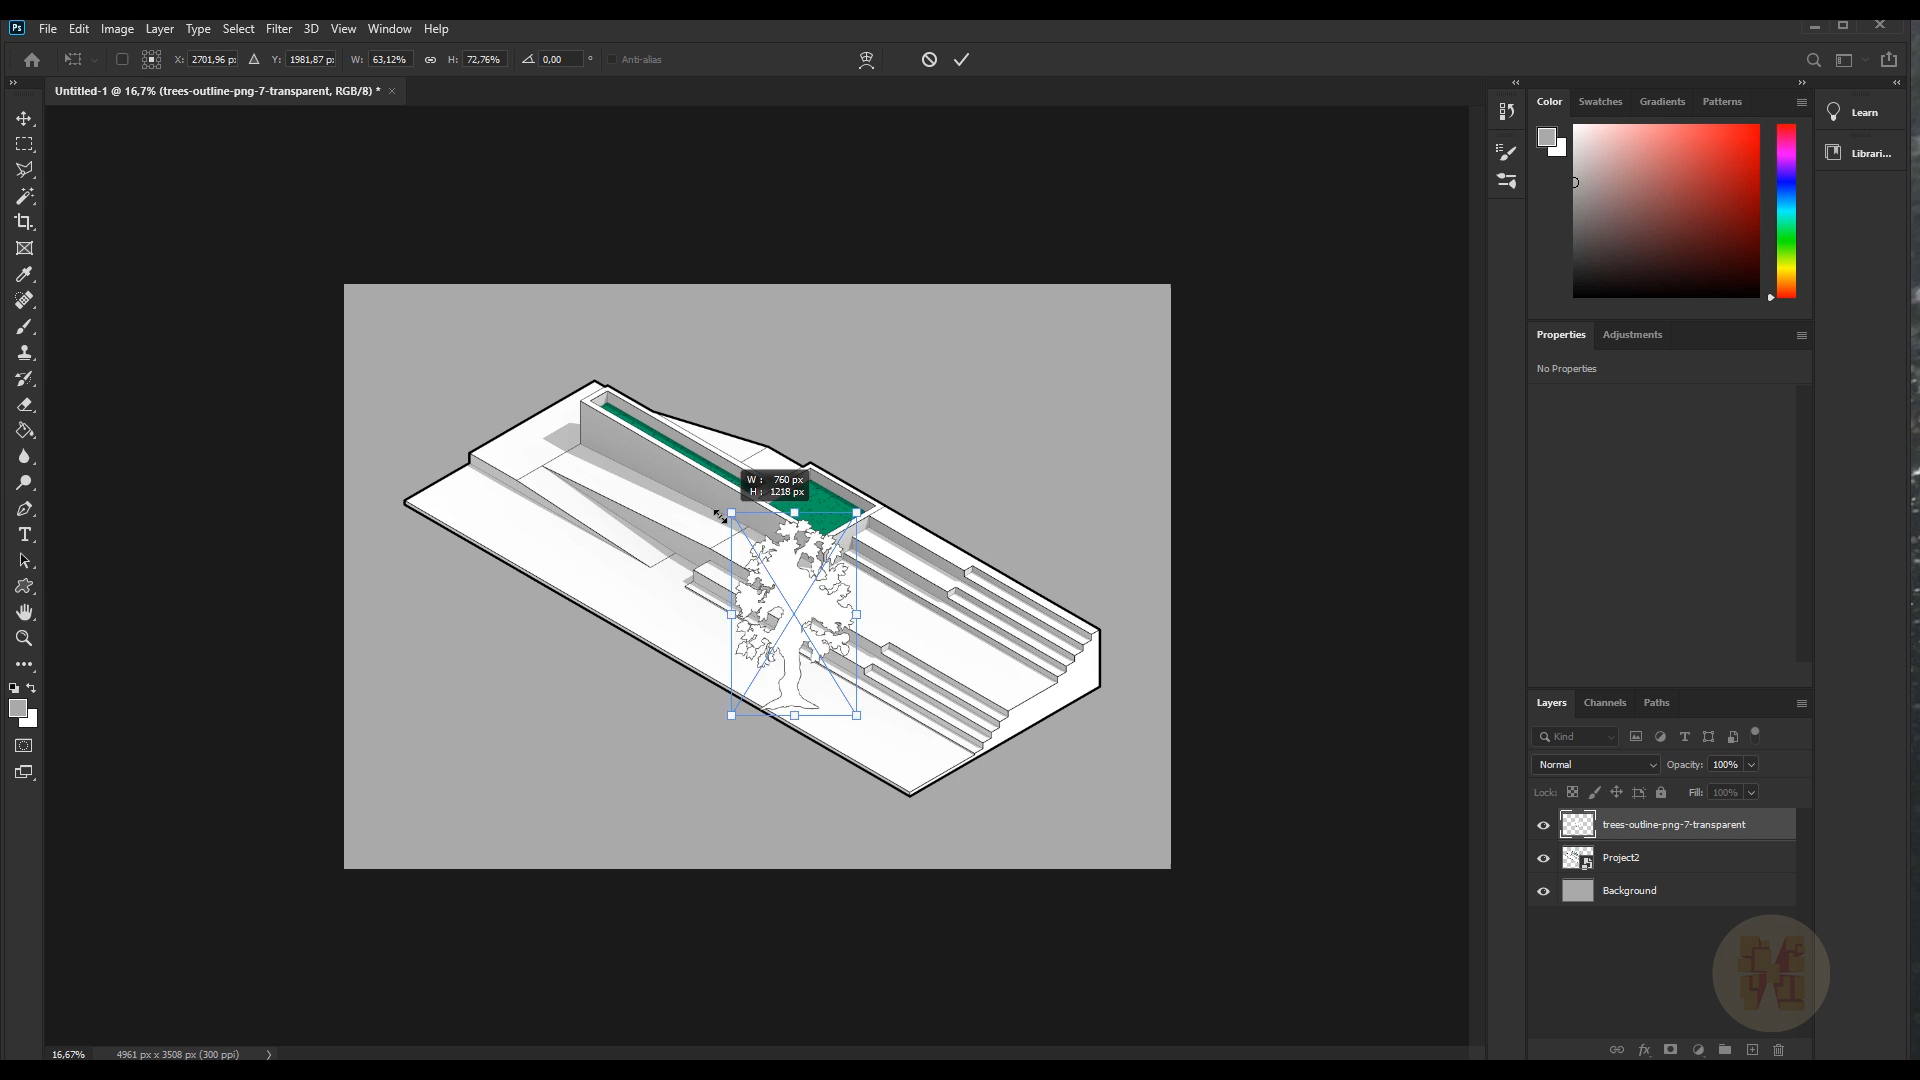 Ps File Edit Image Layer Type Select Filter 3D View Window Help
X: 2701,96 p Y: 1981,87 p W: 63,12% H: 72,76% 0,00 ° Anti-alias
Untitled-1 @ 16,7% (trees-outline-png-7-transparent, RGB/8) * ×
Color Swatches Gradients Patterns
Learn
Librari...
Properties Adjustments
No Properties
W : 760 px
H : 1218 px
Layers Channels Paths
Kind
Normal Opacity: 100%
Lock: Fill: 100%
trees-outline-png-7-transparent
Project2
Background
16,67% 4961 px x 3508 px (300 ppi)